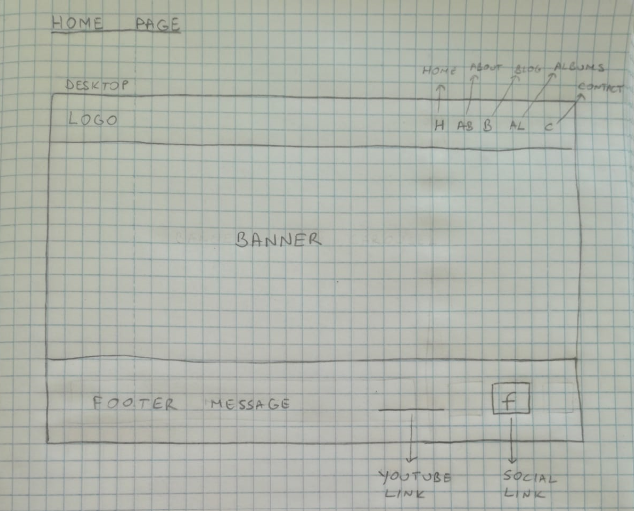 HOME PAGE
HOME ABOUT BLOG ALBUMS
DESKTOP
CONTACT
LOGO
H AB B AL C
BANNER
FOOTER MESSAGE
f
YOUTUBE
LINK
SOCIAL
LINK